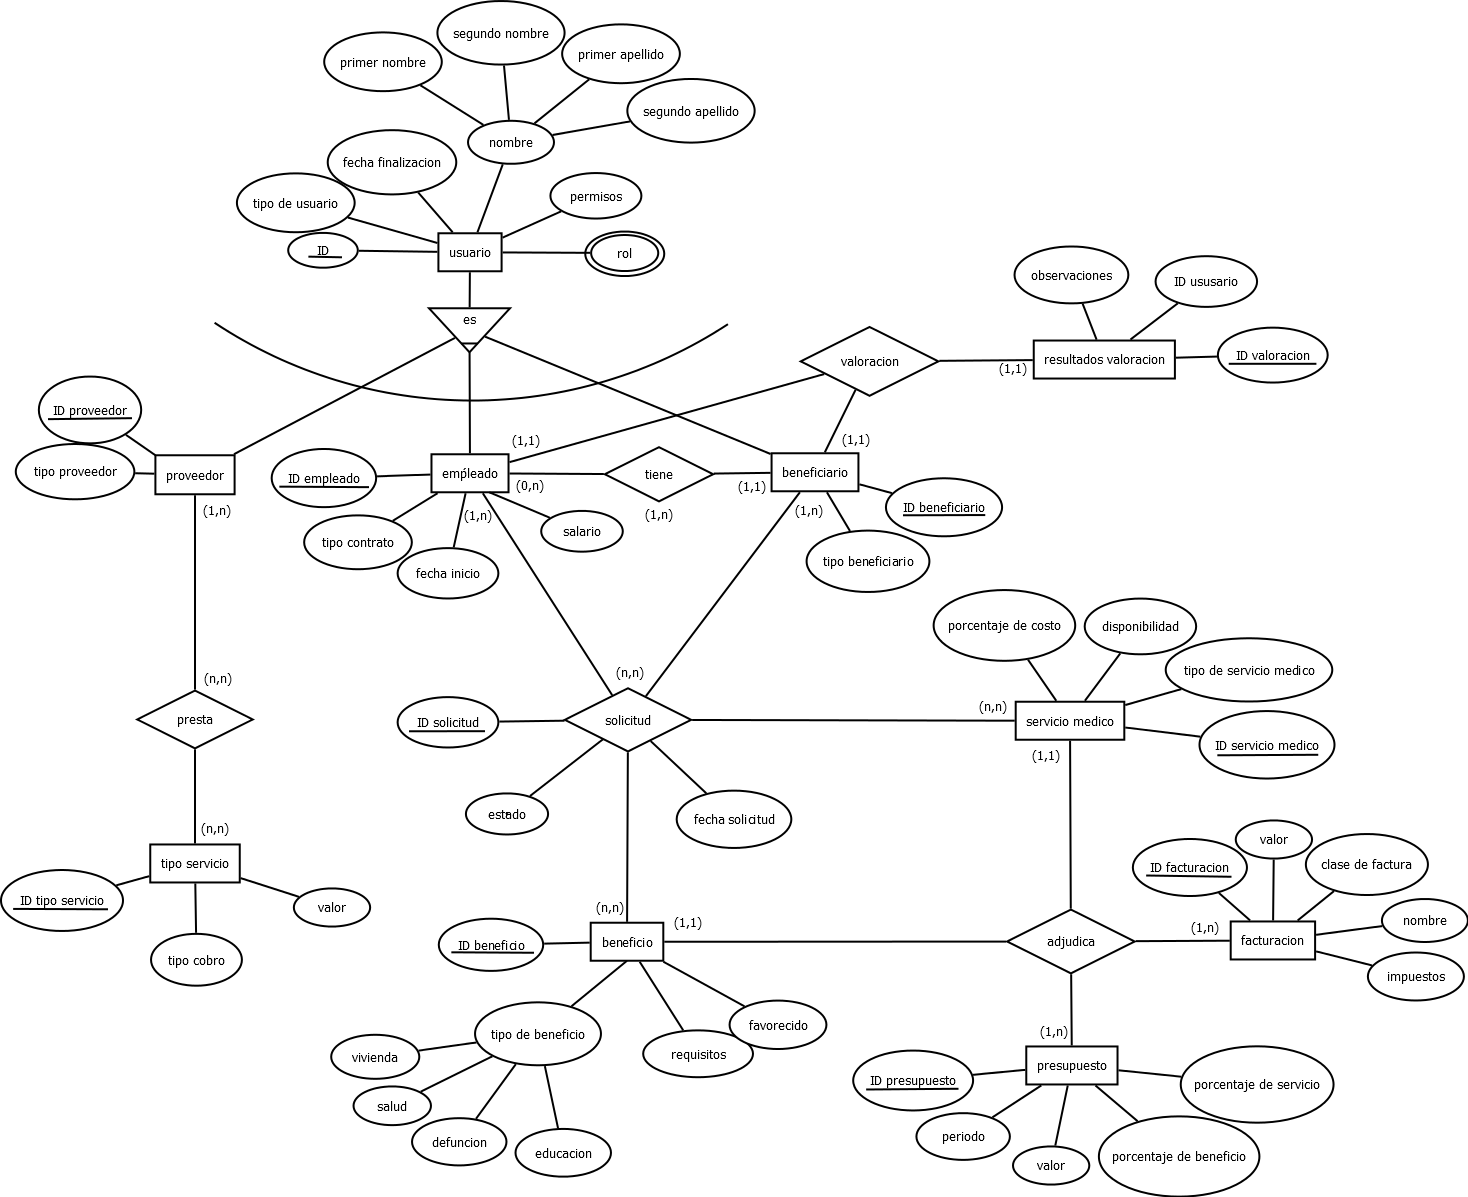 segundo nombre
primer apellido
primer nombre
segundo apellido
nombre
fecha finalizacion
permisos
tipo de usuario
ID
usuario
rol
es
observaciones
ID ususario
valoracion
resultados valoracion
ID valoracion
(1,1)
ID proveedor
tipo proveedor
proveedor
(1,n)
(1,1)
ID empleado
empleado
(0,n)
tiene
(1,n)
(1,1)
(1,1)
beneficiario
ID beneficiario
(1,n)
tipo beneficiario
(1,n)
tipo contrato
fecha inicio
salario
porcentaje de costo
disponibilidad
tipo de servicio medico
(n,n)
presta
(n,n)
ID solicitud
solicitud
(n,n)
servicio medico
ID servicio medico
(1,1)
estado
fecha solicitud
(n,n)
tipo servicio
ID tipo servicio
valor
tipo cobro
ID facturacion
valor
clase de factura
nombre
(n,n)
(1,1)
ID beneficio
beneficio
adjudica
(1,n)
facturacion
impuestos
tipo de beneficio
favorecido
requisitos
vivienda
salud
defuncion
educacion
(1,n)
ID presupuesto
presupuesto
porcentaje de servicio
periodo
valor
porcentaje de beneficio